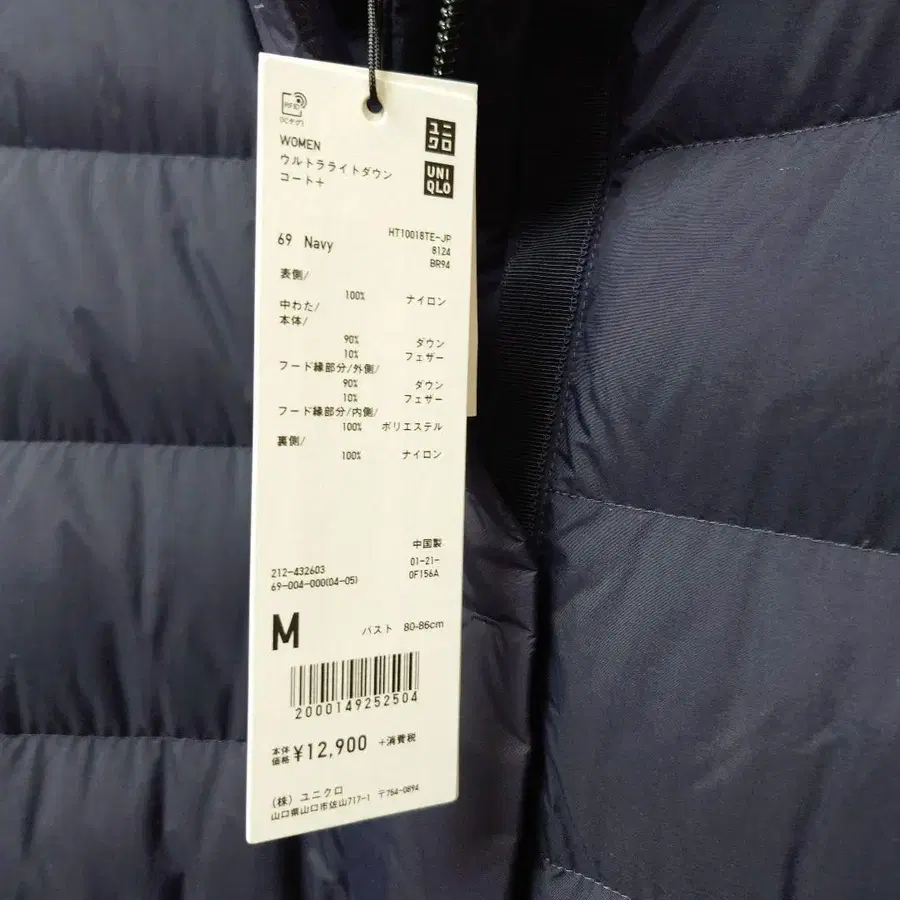 RFID
(ICタグ)
ユニ
クロ
UNI
QLO
WOMEN
ウルトラライトダウン
コート+
69 Navy
HT10018TE-JP
8124
BR94
表側/
100% ナイロン
中わた/
本体/
90% ダウン
10% フェザー
フード縁部分/外側/
90% ダウン
10% フェザー
フード縁部分/内側/
100% ポリエステル
裏側/
100% ナイロン
中国製
212-432603 01-21-
69-004-000(04-05) 0F156A
M バスト 80-86cm
2000149252504
本体
価格 ¥12,900 +消費税
(株) ユニクロ
山口県山口市佐山717-1 〒754-0894